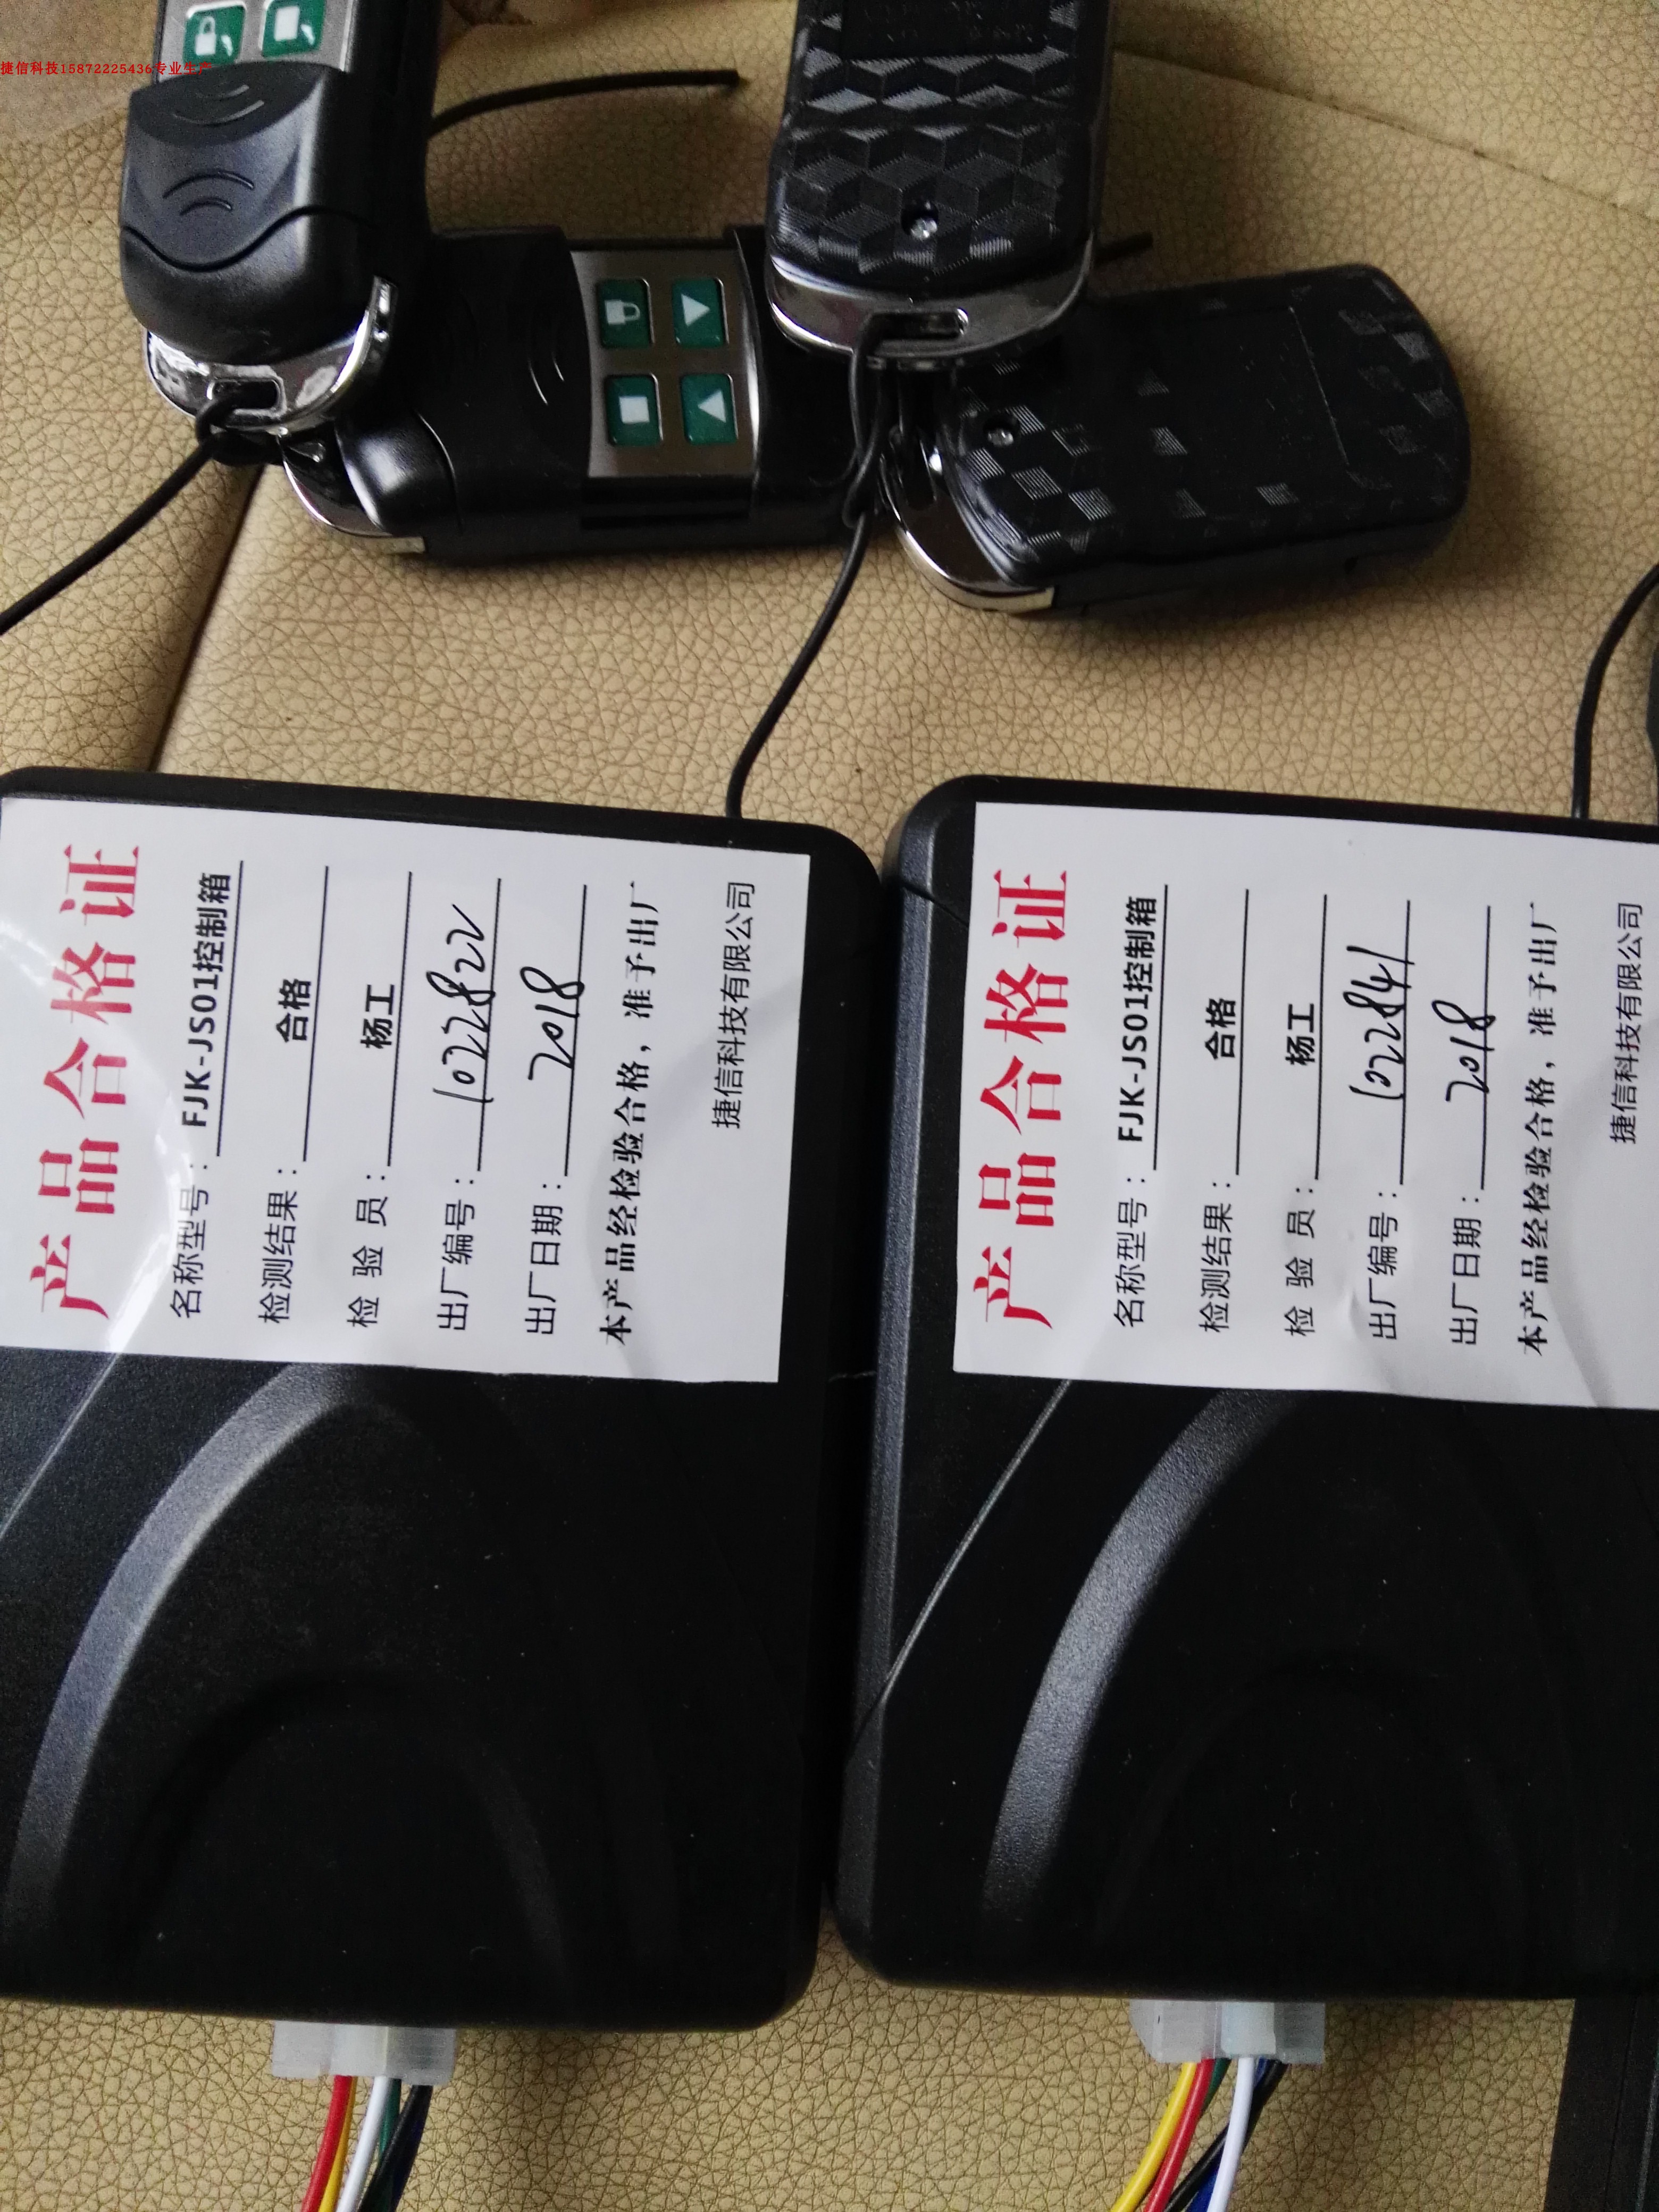 捷信科技15872225436专业生产
产品合格证
名称型号：FJK-JS01控制箱
检测结果：合格
检 验 员：杨工
出厂编号：1022822
出厂日期：2018
本产品经检验合格，准予出厂
捷信科技有限公司
产品合格证
名称型号：FJK-JS01控制箱
检测结果：合格
检 验 员：杨工
出厂编号：1022841
出厂日期：2018
本产品经检验合格，准予出厂
捷信科技有限公司